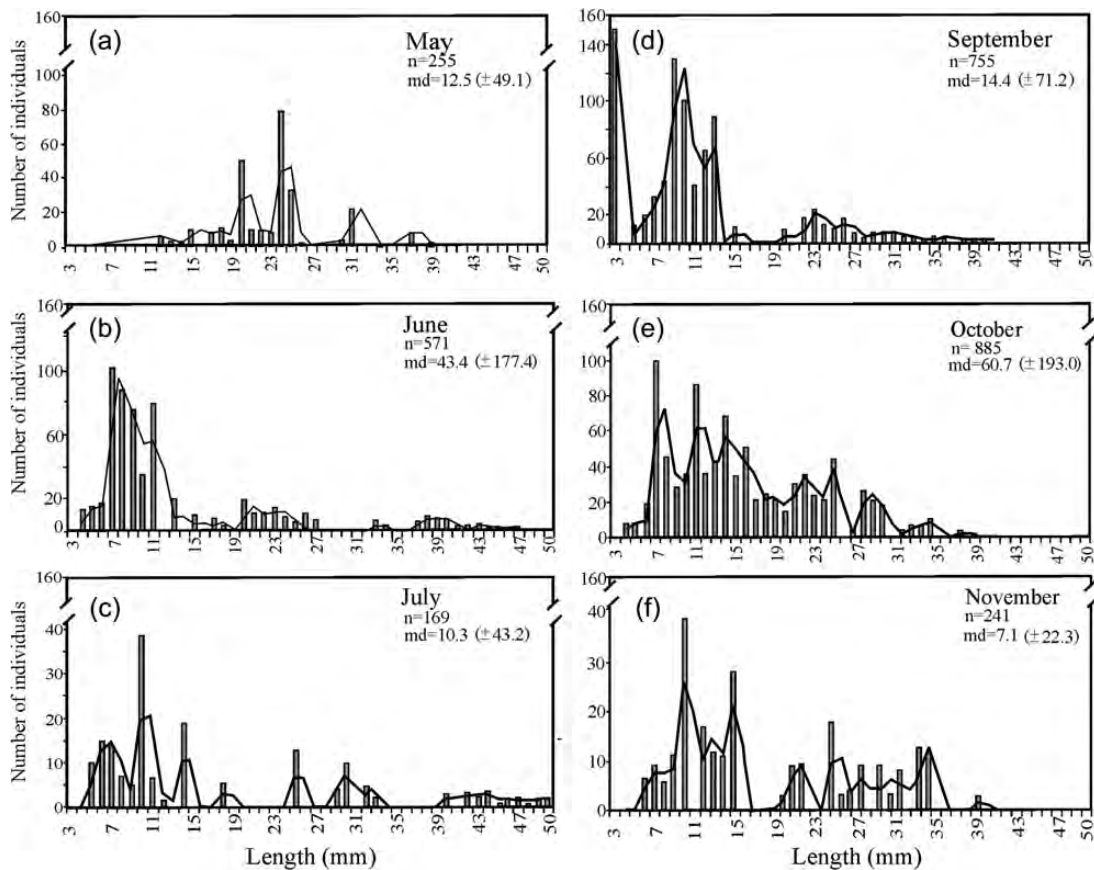 (a)
May
n=255
md=12.5 (±49.1)
Number of individuals
160
100
80
60
40
20
0
3 7 11 15 19 23 27 31 35 39 43 47 50
(b)
June
n=571
md=43.4 (±177.4)
Number of individuals
160
100
60
20
0
3 7 11 15 19 23 27 31 35 39 43 47 50
(c)
July
n=169
md=10.3 (±43.2)
Number of individuals
160
40
30
20
10
0
3 7 11 15 19 23 27 31 35 39 43 47 50
Length (mm)
(d)
September
n=755
md=14.4 (±71.2)
160
140
100
60
20
0
3 7 11 15 19 23 27 31 35 39 43 47 50
(e)
October
n= 885
md=60.7 (±193.0)
160
100
80
60
40
20
0
3 7 11 15 19 23 27 31 35 39 43 47 50
(f)
November
n=241
md=7.1 (±22.3)
160
40
30
20
10
0
3 7 11 15 19 23 27 31 35 39 43 47 50
Length (mm)